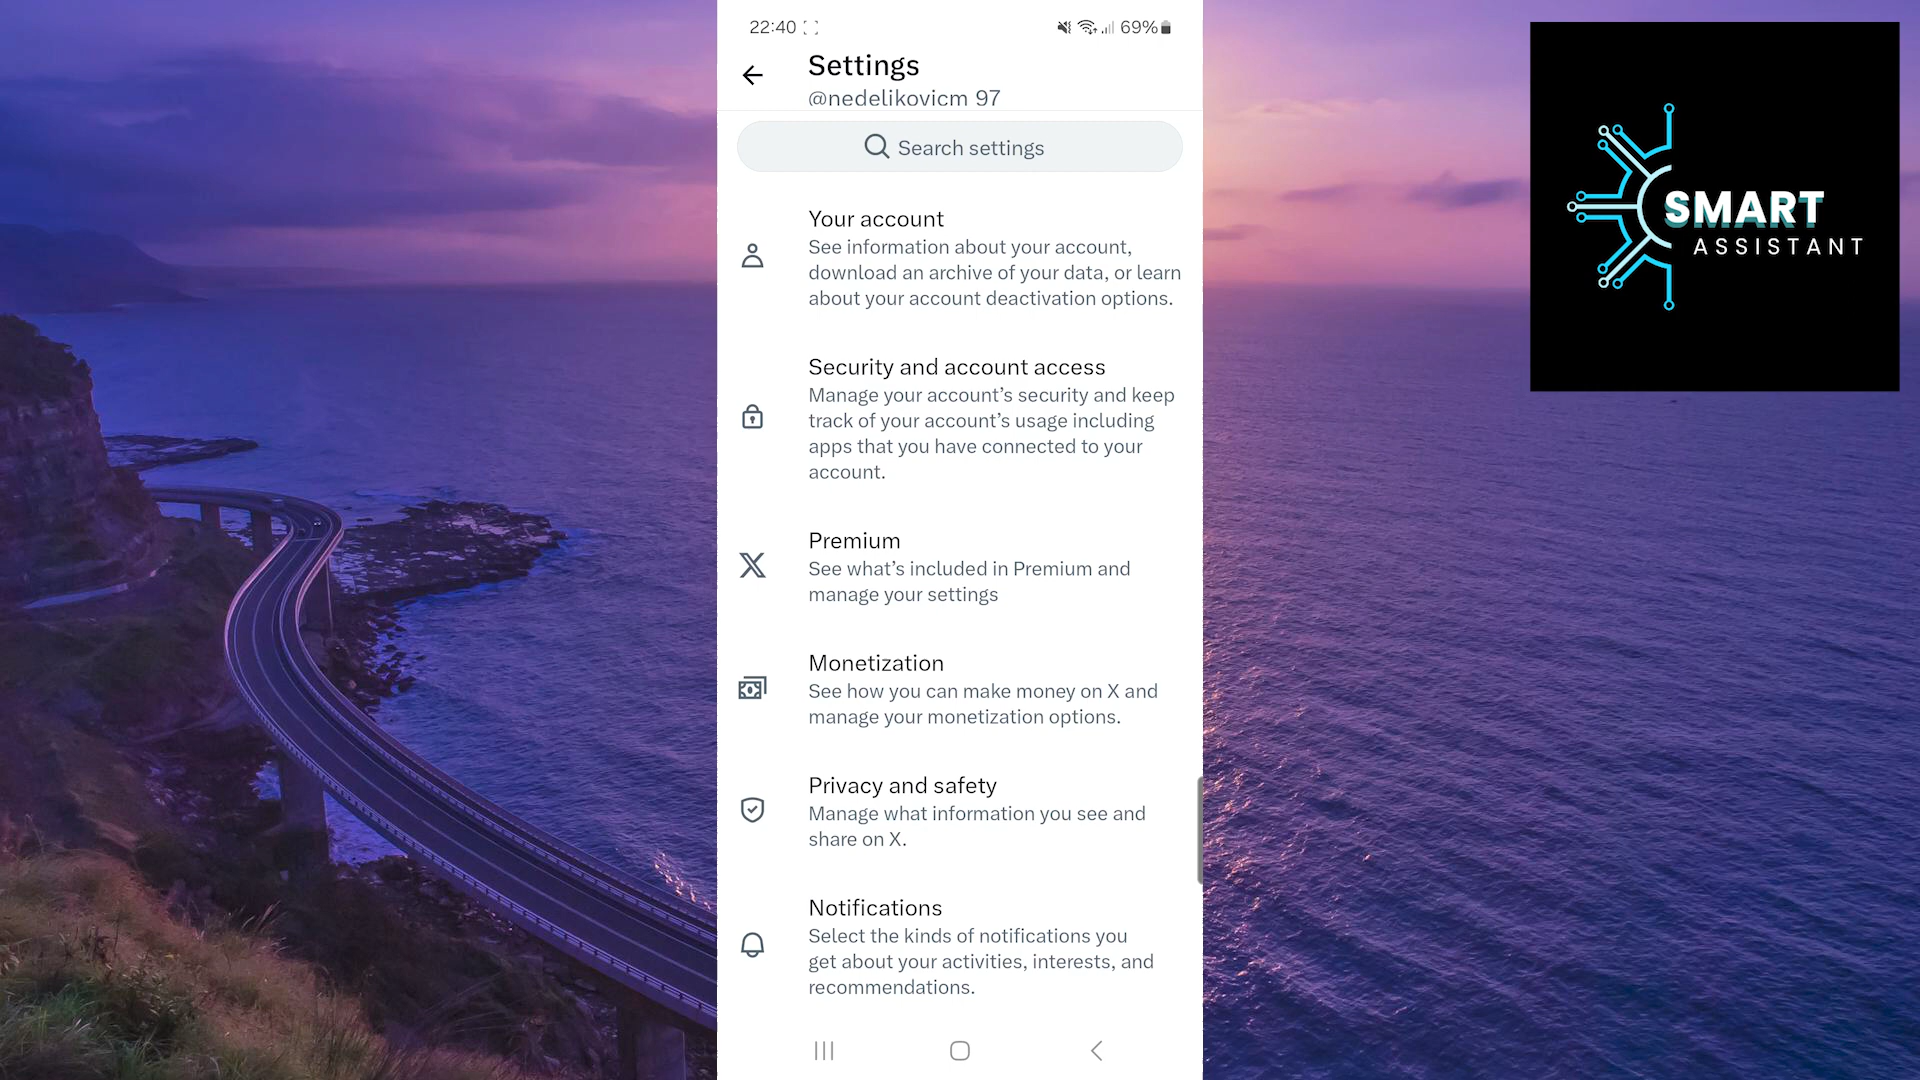 22:40
69%
Settings
@nedelikovicm 97
Search settings
Your account
See information about your account,
download an archive of your data, or learn
about your account deactivation options.
Security and account access
Manage your account’s security and keep
track of your account’s usage including
apps that you have connected to your
account.
Premium
See what’s included in Premium and
manage your settings
Monetization
See how you can make money on X and
manage your monetization options.
Privacy and safety
Manage what information you see and
share on X.
Notifications
Select the kinds of notifications you
get about your activities, interests, and
recommendations.
SMART
ASSISTANT